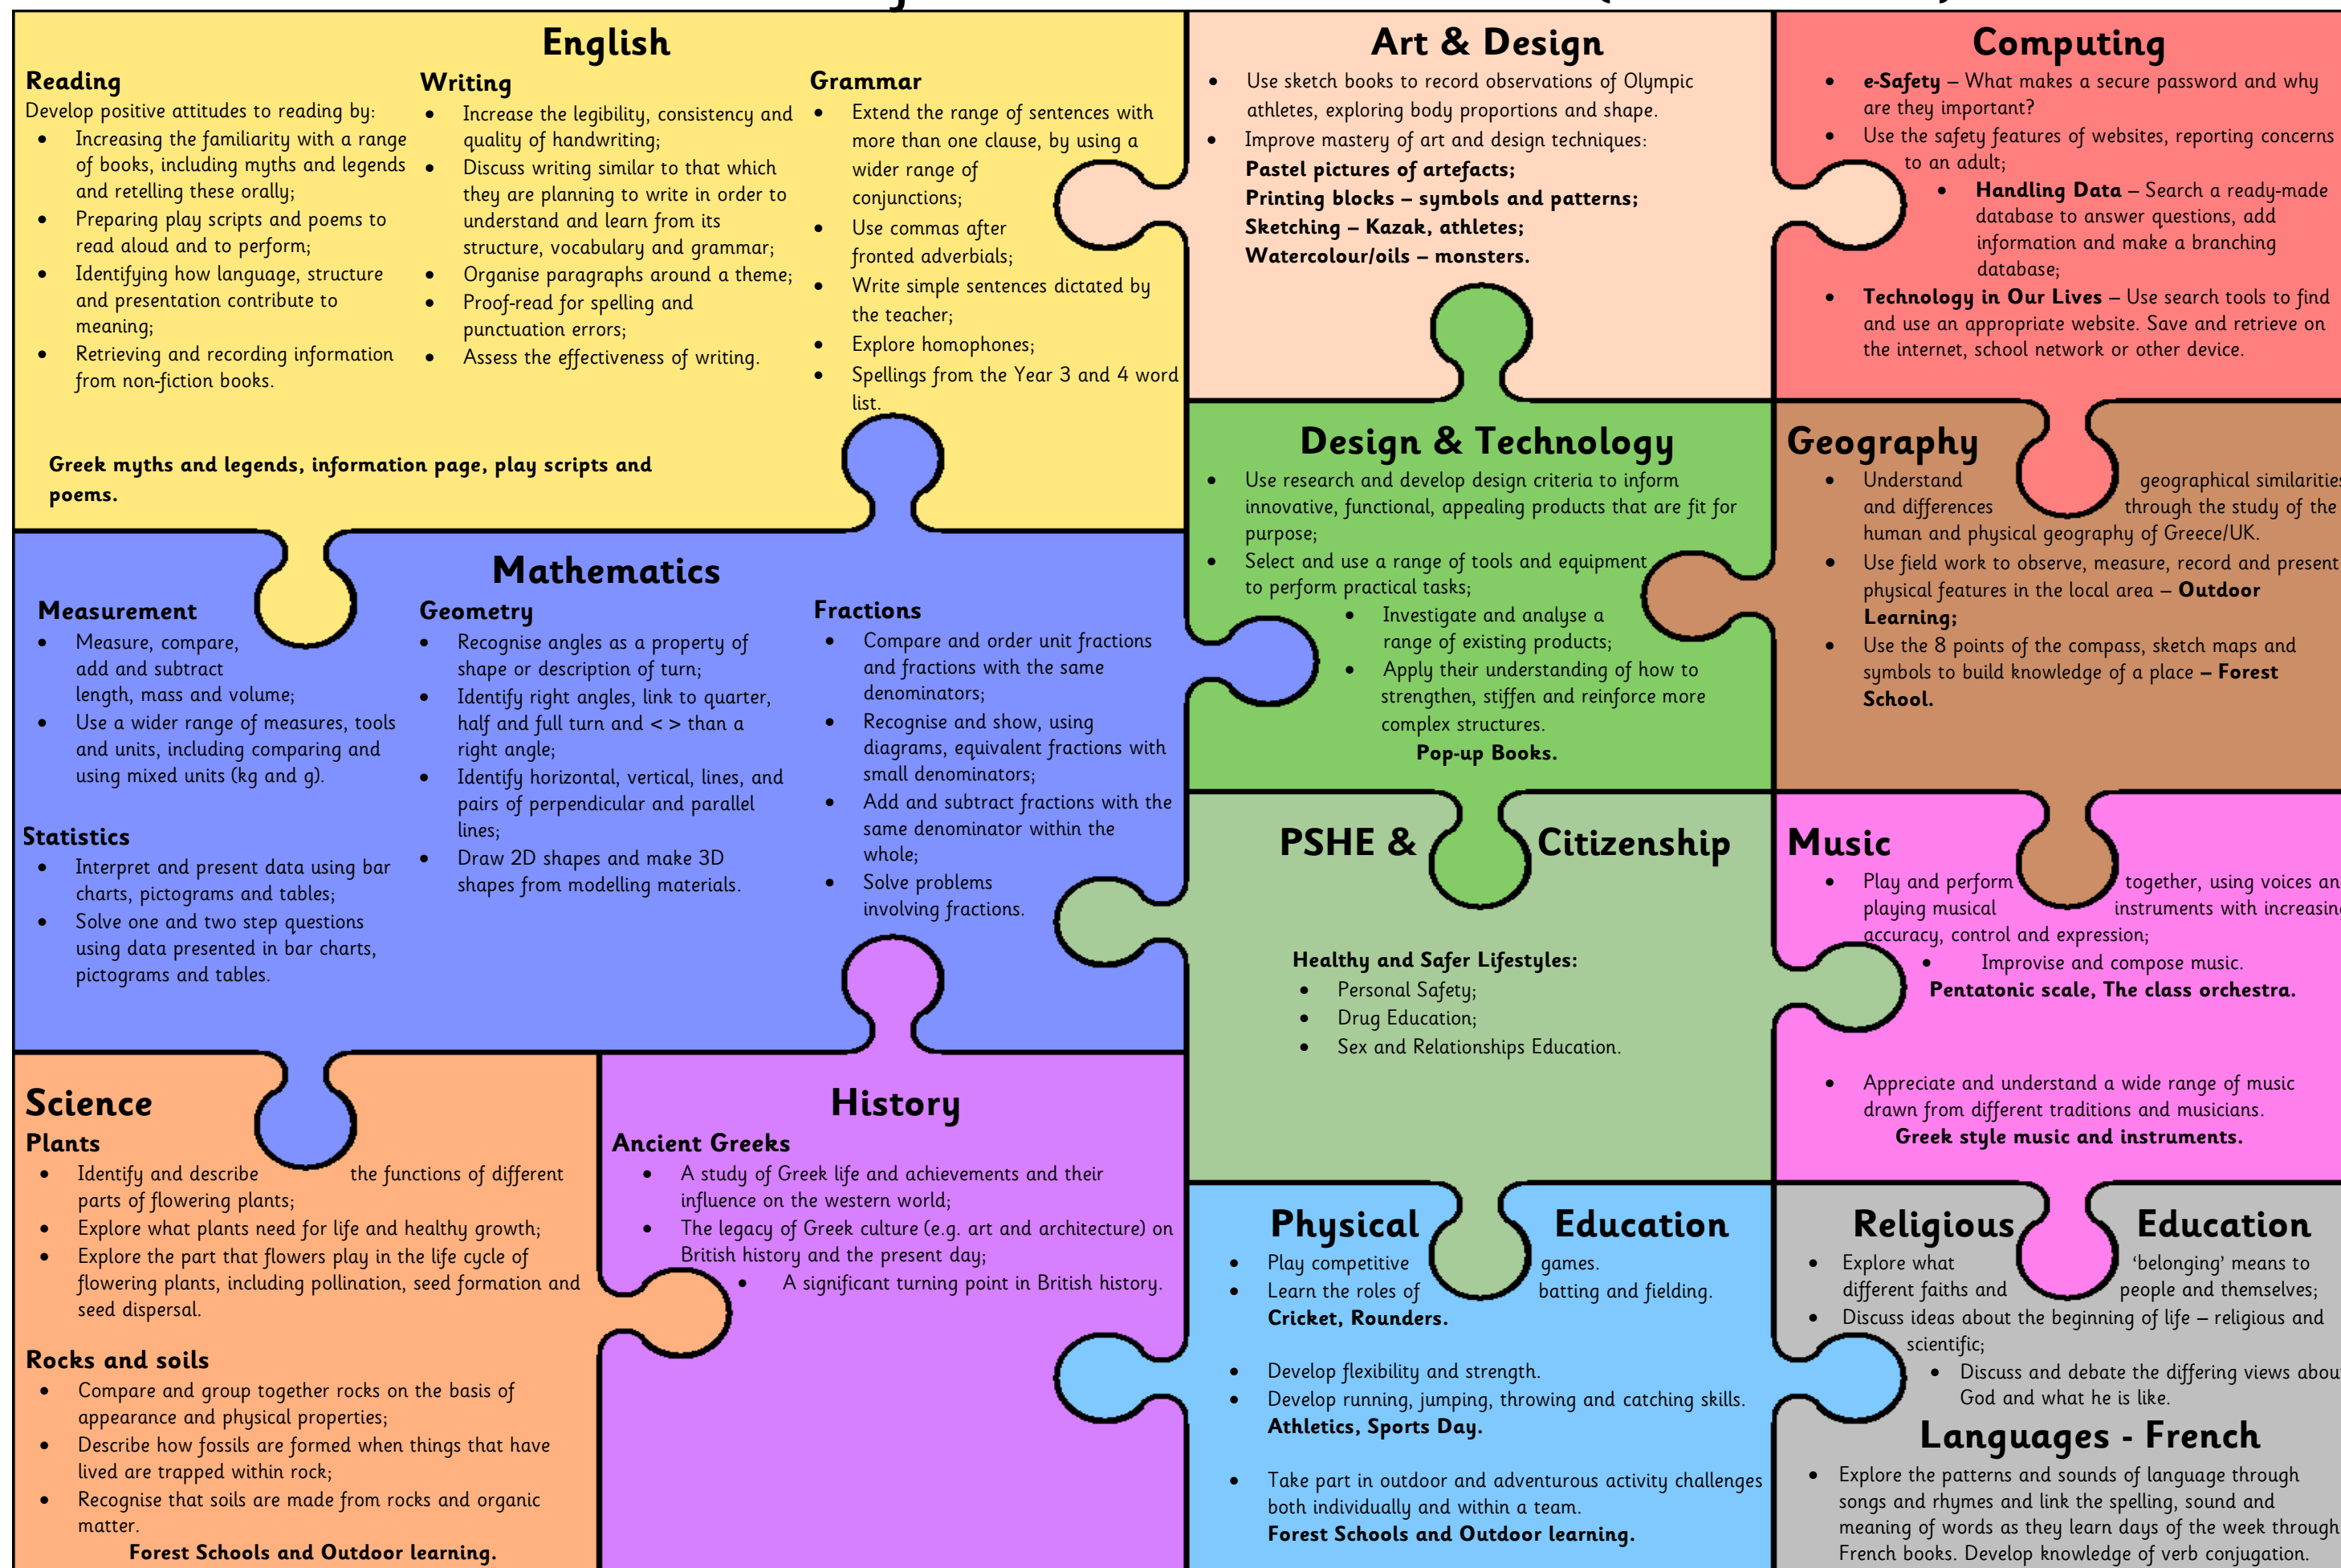 English
Reading
Develop positive attitudes to reading by:
• Increasing the familiarity with a range
of books, including myths and legends
and retelling these orally;
• Preparing play scripts and poems to
read aloud and to perform;
• Identifying how language, structure
and presentation contribute to
meaning;
• Retrieving and recording information
from non-fiction books.
Writing
• Increase the legibility, consistency and
quality of handwriting;
• Discuss writing similar to that which
they are planning to write in order to
understand and learn from its
structure, vocabulary and grammar;
• Organise paragraphs around a theme;
• Proof-read for spelling and
punctuation errors;
• Assess the effectiveness of writing.
Grammar
• Extend the range of sentences with
more than one clause, by using a
wider range of
conjunctions;
• Use commas after
fronted adverbials;
• Write simple sentences dictated by
the teacher;
• Explore homophones;
• Spellings from the Year 3 and 4 word
list.
Greek myths and legends, information page, play scripts and
poems.
Art & Design
• Use sketch books to record observations of Olympic
athletes, exploring body proportions and shape.
• Improve mastery of art and design techniques:
Pastel pictures of artefacts;
Printing blocks – symbols and patterns;
Sketching – Kazak, athletes;
Watercolour/oils – monsters.
Computing
• e-Safety – What makes a secure password and why
are they important?
• Use the safety features of websites, reporting concerns
to an adult;
• Handling Data – Search a ready-made
database to answer questions, add
information and make a branching
database;
• Technology in Our Lives – Use search tools to find
and use an appropriate website. Save and retrieve on
the internet, school network or other device.
Mathematics
Measurement
• Measure, compare,
add and subtract
length, mass and volume;
• Use a wider range of measures, tools
and units, including comparing and
using mixed units (kg and g).
Statistics
• Interpret and present data using bar
charts, pictograms and tables;
• Solve one and two step questions
using data presented in bar charts,
pictograms and tables.
Geometry
• Recognise angles as a property of
shape or description of turn;
• Identify right angles, link to quarter,
half and full turn and < > than a
right angle;
• Identify horizontal, vertical, lines, and
pairs of perpendicular and parallel
lines;
• Draw 2D shapes and make 3D
shapes from modelling materials.
Fractions
• Compare and order unit fractions
and fractions with the same
denominators;
• Recognise and show, using
diagrams, equivalent fractions with
small denominators;
• Add and subtract fractions with the
same denominator within the
whole;
• Solve problems
involving fractions.
Design & Technology
• Use research and develop design criteria to inform
innovative, functional, appealing products that are fit for
purpose;
• Select and use a range of tools and equipment
to perform practical tasks;
• Investigate and analyse a
range of existing products;
• Apply their understanding of how to
strengthen, stiffen and reinforce more
complex structures.
Pop-up Books.
Geography
• Understand geographical similarities
and differences through the study of the
human and physical geography of Greece/UK.
• Use field work to observe, measure, record and present
physical features in the local area – Outdoor
Learning;
• Use the 8 points of the compass, sketch maps and
symbols to build knowledge of a place – Forest
School.
PSHE & Citizenship
Healthy and Safer Lifestyles:
• Personal Safety;
• Drug Education;
• Sex and Relationships Education.
Music
• Play and perform together, using voices
playing musical instruments with
accuracy, control and expression;
• Improvise and compose music.
Pentatonic scale, The class orchestra.
• Appreciate and understand a wide range of music
drawn from different traditions and musicians.
Greek style music and instruments.
Science
Plants
• Identify and describe the functions of different
parts of flowering plants;
• Explore what plants need for life and healthy growth;
• Explore the part that flowers play in the life cycle of
flowering plants, including pollination, seed formation and
seed dispersal.
Rocks and soils
• Compare and group together rocks on the basis of
appearance and physical properties;
• Describe how fossils are formed when things that have
lived are trapped within rock;
• Recognise that soils are made from rocks and organic
matter.
Forest Schools and Outdoor learning.
History
Ancient Greeks
• A study of Greek life and achievements and their
influence on the western world;
• The legacy of Greek culture (e.g. art and architecture) on
British history and the present day;
• A significant turning point in British history.
Physical Education
• Play competitive games.
• Learn the roles of batting and fielding.
Cricket, Rounders.
• Develop flexibility and strength.
• Develop running, jumping, throwing and catching skills.
Athletics, Sports Day.
• Take part in outdoor and adventurous activity challenges
both individually and within a team.
Forest Schools and Outdoor learning.
Religious Education
• Explore what 'belonging' means to
different faiths and people and themselves;
• Discuss ideas about the beginning of life – religious and
scientific;
• Discuss and debate the differing views about
God and what he is like.
Languages - French
• Explore the patterns and sounds of language through
songs and rhymes and link the spelling, sound and
meaning of words as they learn days of the week through
French books. Develop knowledge of verb conjugation.